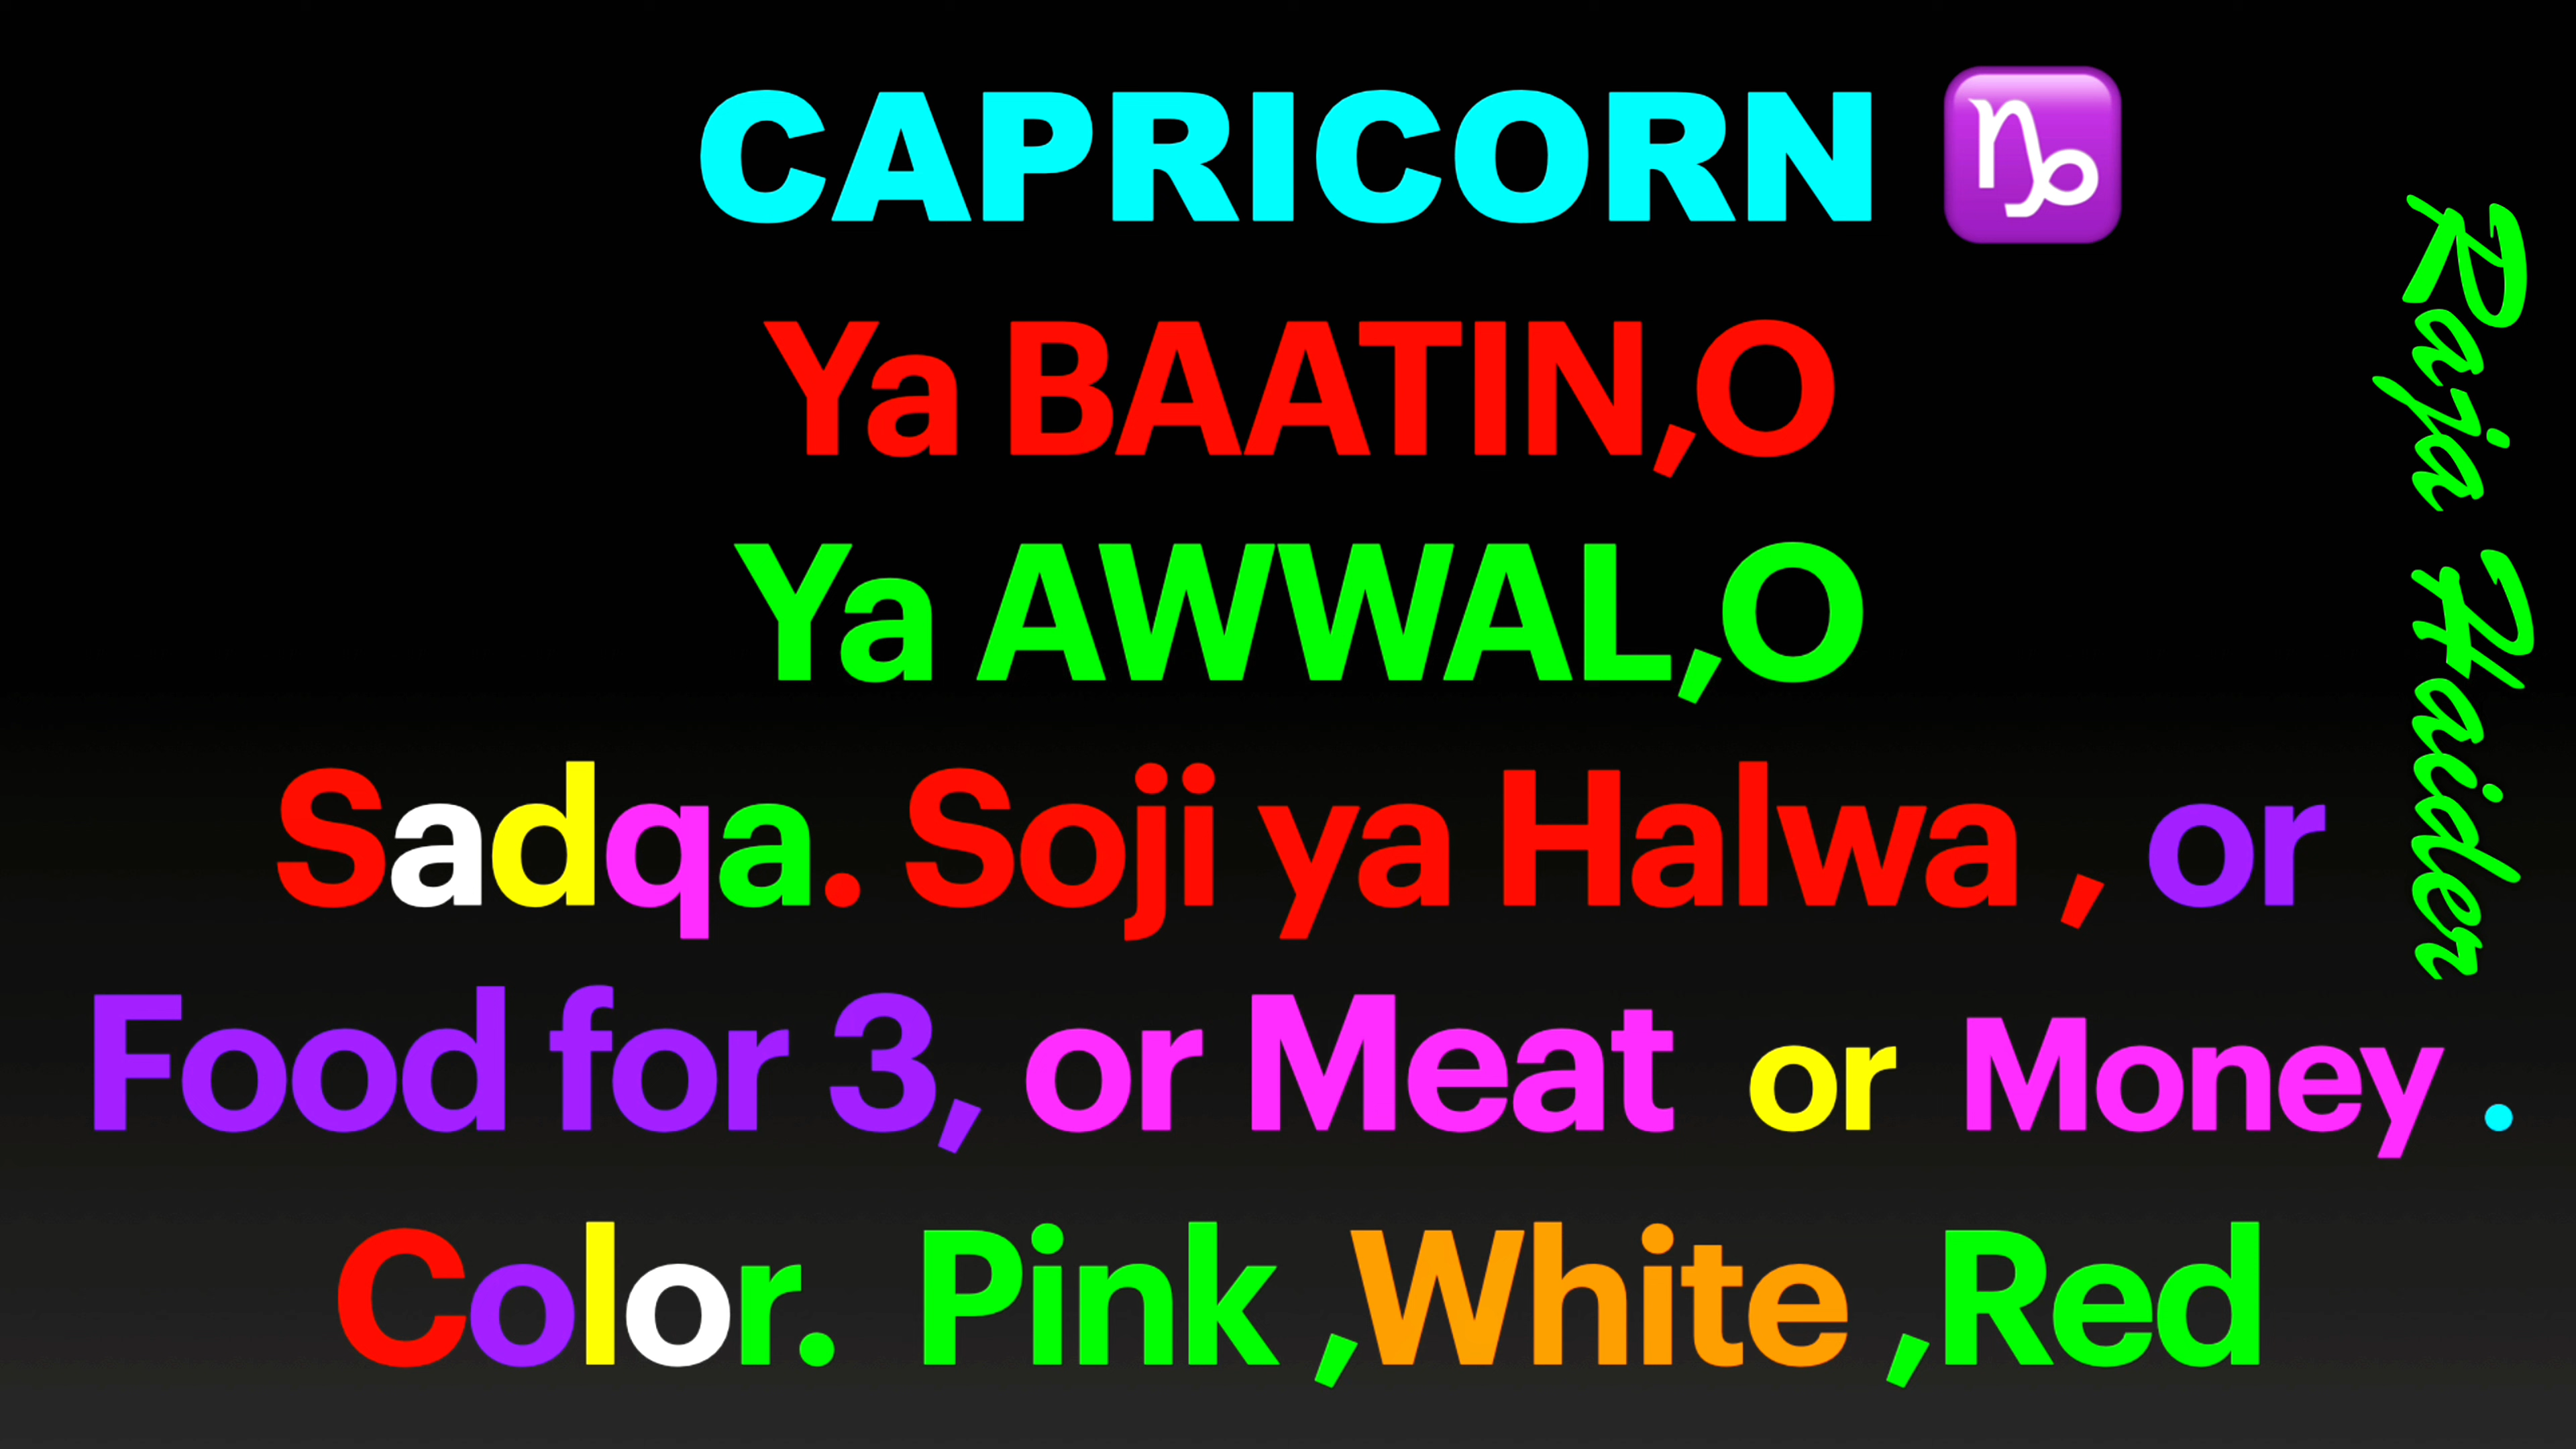 CAPRICORN ♑
Ya BAATIN,O
Ya AWWAL,O
Sadqa. Soji ya Halwa , or
Food for 3, or Meat or Money .
Color. Pink ,White ,Red
Raja Haider